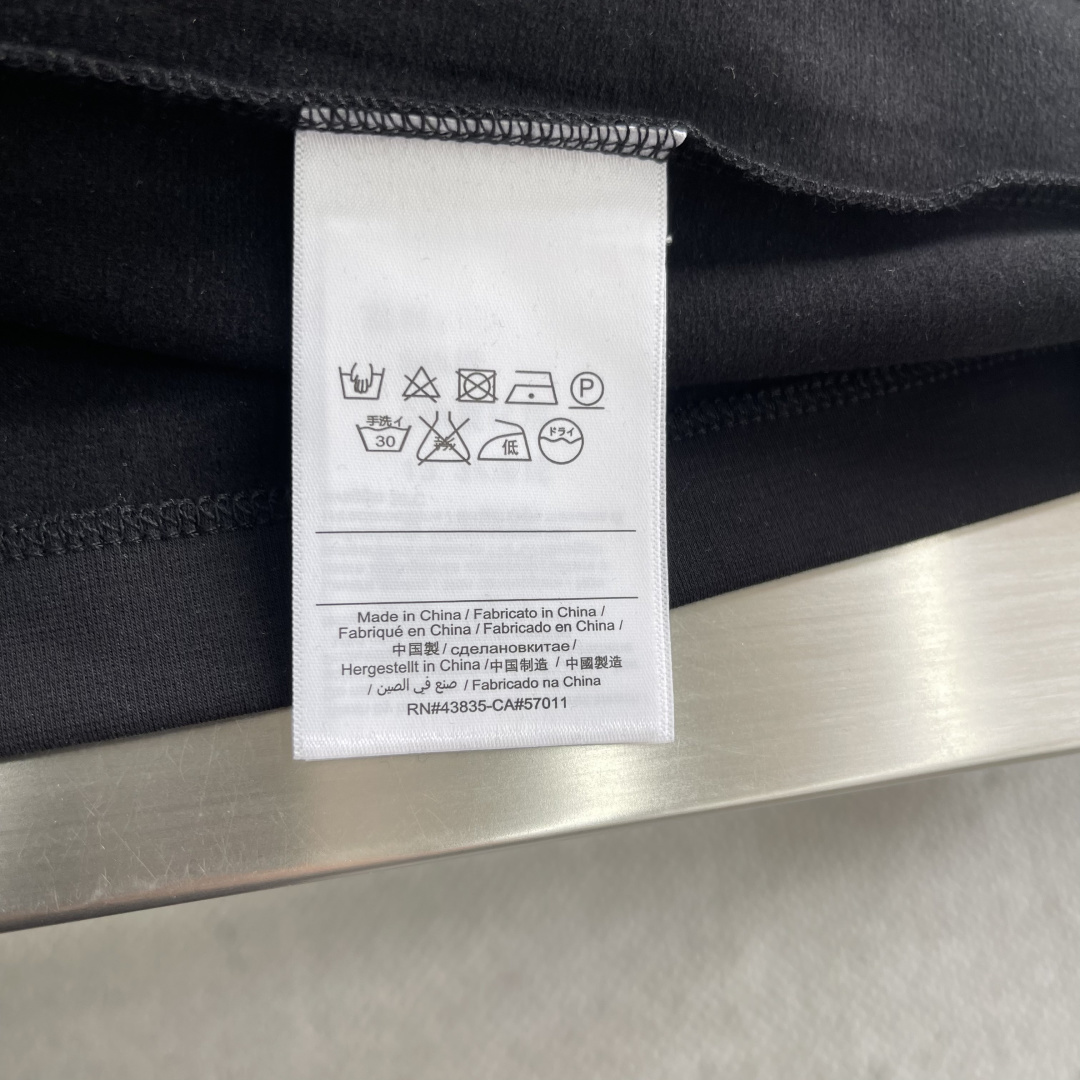 P
手洗イ
30
低
ドライ
Made in China / Fabricato in China /
Fabriqué en China / Fabricado en China /
中国製 / сделановкитае /
Hergestellt in China /中国制造 / 中國製造
/ صنع في الصين / Fabricado na China
RN#43835-CA#57011